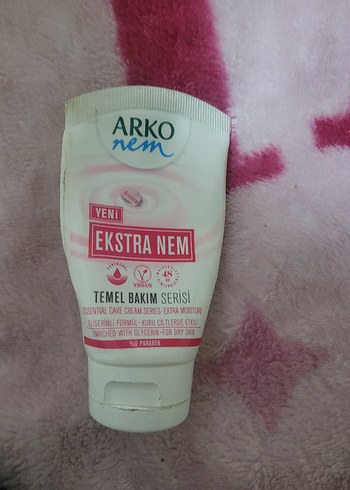 ARKO
nem
YENİ
EKSTRA NEM
VEGAN
48
TEMEL BAKIM SERİSİ
ESSENTIAL CARE CREAM SERIES • EXTRA MOISTURE
GLİSERİNLİ FORMÜL • KURU CİLTLERDE ETKİLİ
ENRICHED WITH GLYCERIN • FOR DRY SKIN
%0 PARABEN